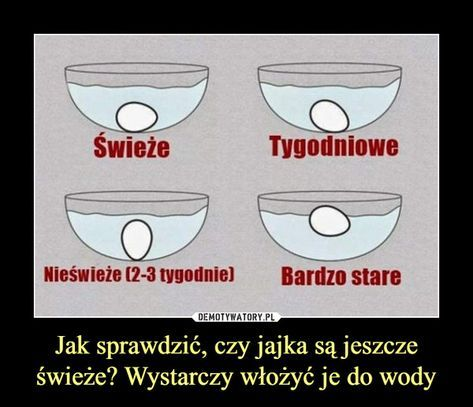 Świeże
Tygodniowe
Nieświeże (2-3 tygodnie)
Bardzo stare
DEMOTYWATORY.PL
Jak sprawdzić, czy jajka są jeszcze
świeże? Wystarczy włożyć je do wody